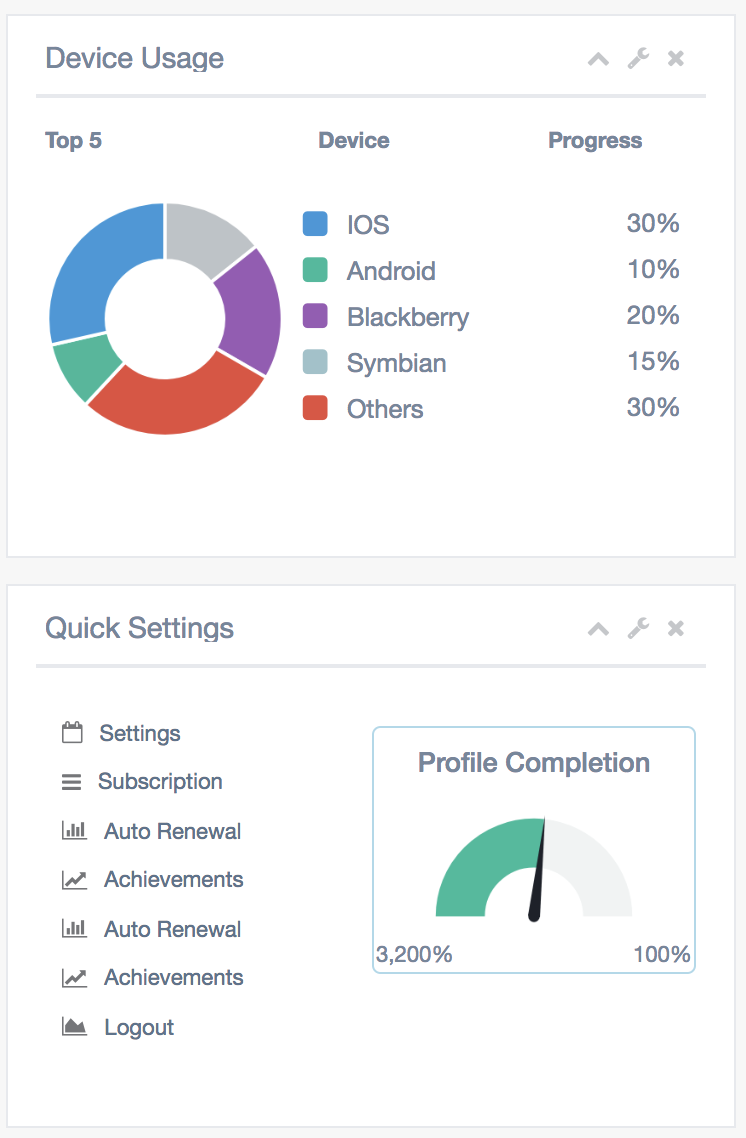 Device Usage
Top 5 Device Progress
IOS 30%
Android 10%
Blackberry 20%
Symbian 15%
Others 30%
Quick Settings
Settings
Subscription
Auto Renewal
Achievements
Auto Renewal
Achievements
Logout
Profile Completion
3,200% 100%